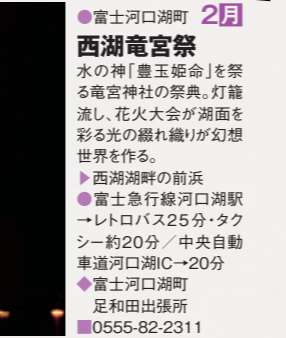 ●富士河口湖町 2月
西湖竜宮祭
水の神「豊玉姫命」を祭
る竜宮神社の祭典。灯籠
流し、花火大会が湖面を
彩る光の綴れ織りが幻想
世界を作る。
▶西湖湖畔の前浜
●富士急行線河口湖駅
→レトロバス25分・タク
シー約20分／中央自動
車道河口湖IC→20分
◆富士河口湖町
足和田出張所
■0555-82-2311